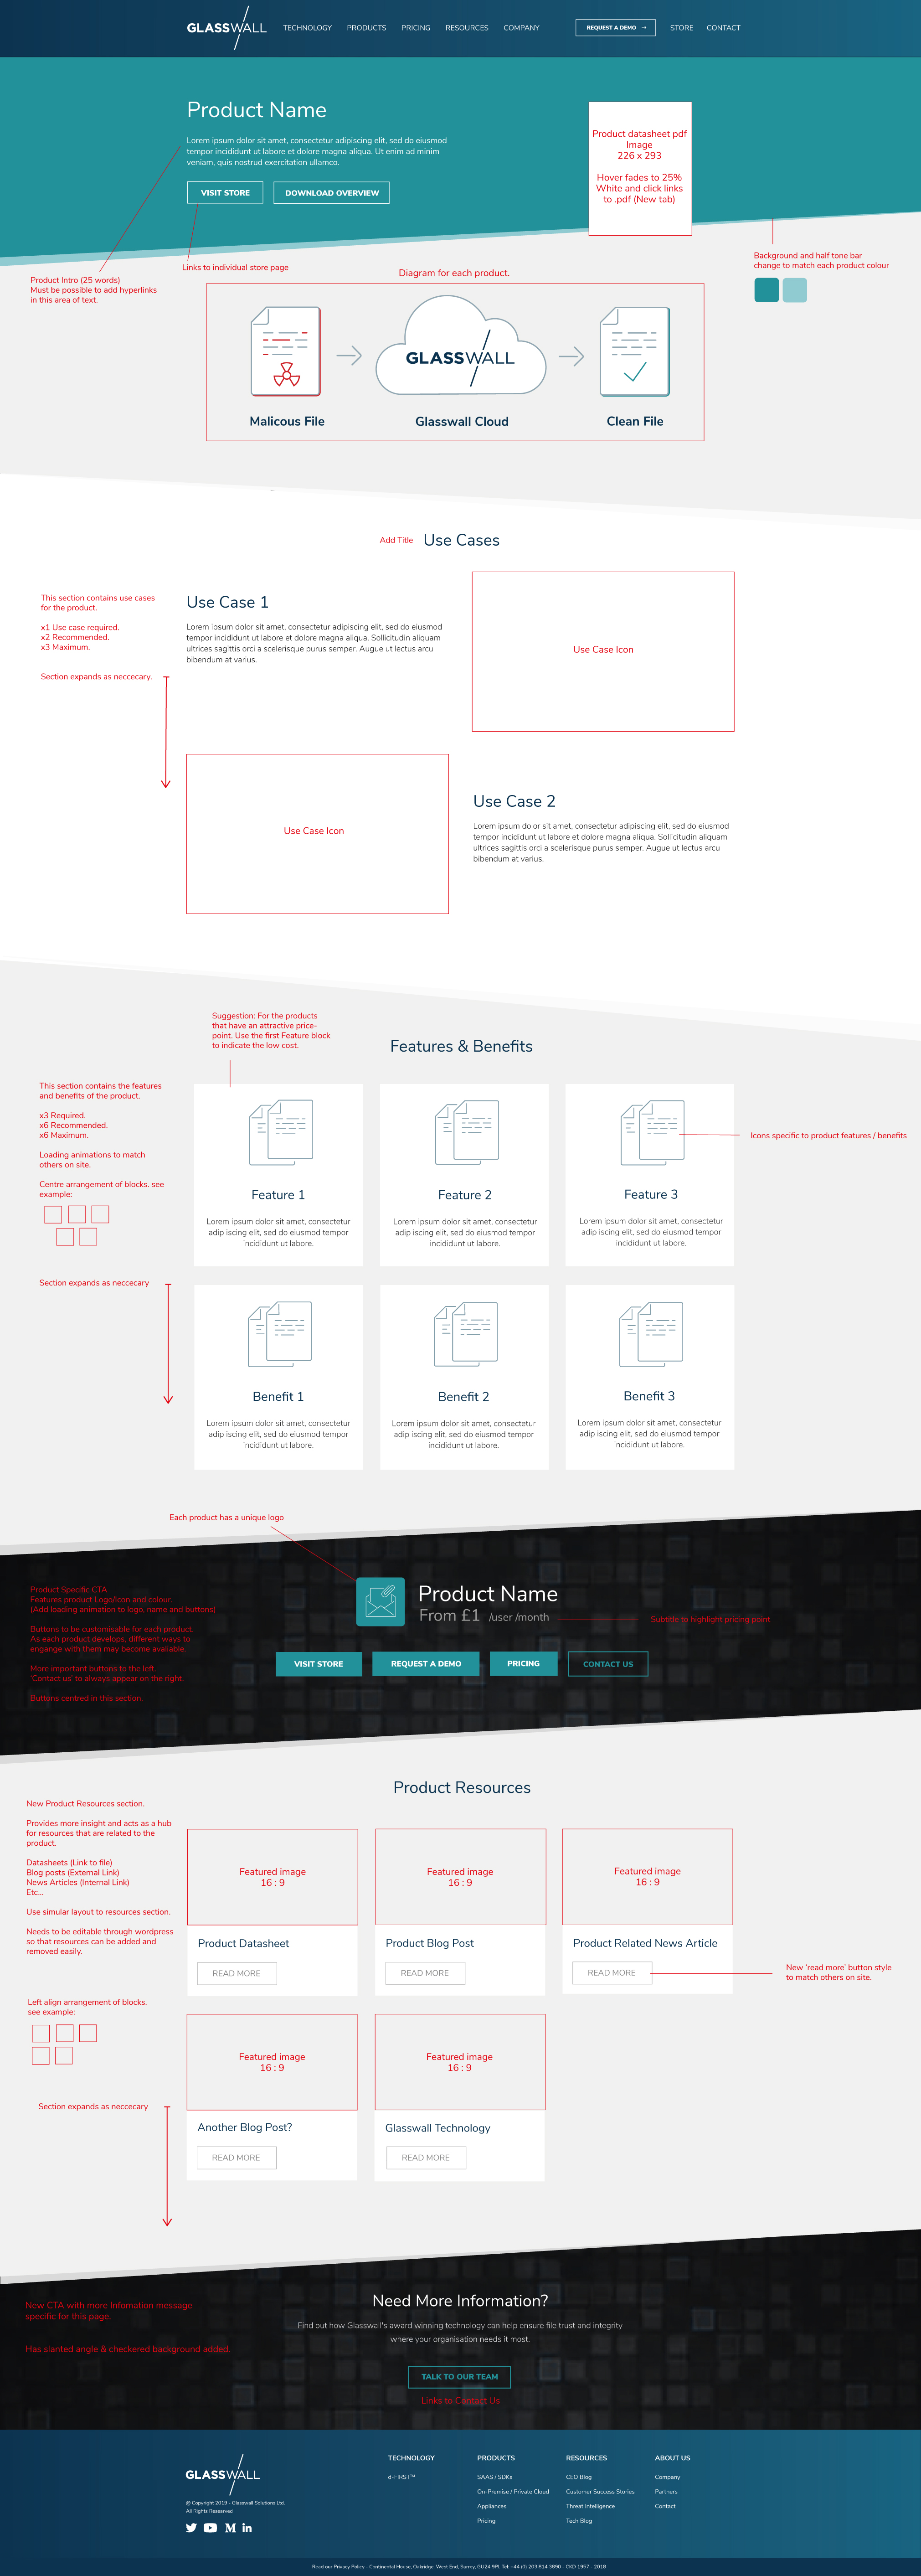 GLASSWALL
TECHNOLOGY PRODUCTS PRICING RESOURCES COMPANY
REQUEST A DEMO →
STORE CONTACT
Product Name
Lorem ipsum dolor sit amet, consectetur adipiscing elit, sed do eiusmod
tempor incididunt ut labore et dolore magna aliqua. Ut enim ad minim
veniam, quis nostrud exercitation ullamco.
VISIT STORE
DOWNLOAD OVERVIEW
Product datasheet pdf
Image
226 x 293
Hover fades to 25%
White and click links
to .pdf (New tab)
Product Intro (25 words)
Must be possible to add hyperlinks
in this area of text.
Links to individual store page
Background and half tone bar
change to match each product colour
Diagram for each product.
GLASSWALL
Malicous File
Glasswall Cloud
Clean File
Add Title
Use Cases
This section contains use cases
for the product.
x1 Use case required.
x2 Recommended.
x3 Maximum.
Section expands as neccecary.
Use Case 1
Lorem ipsum dolor sit amet, consectetur adipiscing elit, sed do eiusmod
tempor incididunt ut labore et dolore magna aliqua. Sollicitudin aliquam
ultrices sagittis orci a scelerisque purus semper. Augue ut lectus arcu
bibendum at varius.
Use Case Icon
Use Case Icon
Use Case 2
Lorem ipsum dolor sit amet, consectetur adipiscing elit, sed do eiusmod
tempor incididunt ut labore et dolore magna aliqua. Sollicitudin aliquam
ultrices sagittis orci a scelerisque purus semper. Augue ut lectus arcu
bibendum at varius.
Suggestion: For the products
that have an attractive price-
point. Use the first Feature block
to indicate the low cost.
Features & Benefits
This section contains the features
and benefits of the product.
x3 Required.
x6 Recommended.
x6 Maximum.
Loading animations to match
others on site.
Centre arrangement of blocks. see
example:
Section expands as neccecary
Icons specific to product features / benefits
Feature 1
Lorem ipsum dolor sit amet, consectetur
adip iscing elit, sed do eiusmod tempor
incididunt ut labore.
Feature 2
Lorem ipsum dolor sit amet, consectetur
adip iscing elit, sed do eiusmod tempor
incididunt ut labore.
Feature 3
Lorem ipsum dolor sit amet, consectetur
adip iscing elit, sed do eiusmod tempor
incididunt ut labore.
Benefit 1
Lorem ipsum dolor sit amet, consectetur
adip iscing elit, sed do eiusmod tempor
incididunt ut labore.
Benefit 2
Lorem ipsum dolor sit amet, consectetur
adip iscing elit, sed do eiusmod tempor
incididunt ut labore.
Benefit 3
Lorem ipsum dolor sit amet, consectetur
adip iscing elit, sed do eiusmod tempor
incididunt ut labore.
Each product has a unique logo
Product Specific CTA
Features product Logo/icon and colour.
(Add loading animation to logo, name and buttons)
Buttons to be customisable for each product.
As each product develops, different ways to
engange with them may become avaliable.
More important buttons to the left.
'Contact us' to always appear on the right.
Buttons centred in this section.
Product Name
From £1 /user /month
Subtitle to highlight pricing point
VISIT STORE
REQUEST A DEMO
PRICING
CONTACT US
Product Resources
New Product Resources section.
Provides more insight and acts as a hub
for resources that are related to the
product.
Datasheets (Link to file)
Blog posts (External Link)
News Articles (Internal Link)
Etc...
Use simular layout to resources section.
Needs to be editable through wordpress
so that resources can be added and
removed easily.
Left align arrangement of blocks.
see example:
Section expands as neccecary
Featured image
16 : 9
Product Datasheet
READ MORE
Featured image
16 : 9
Product Blog Post
READ MORE
Featured image
16 : 9
Product Related News Article
READ MORE
New 'read more' button style
to match others on site.
Featured image
16 : 9
Another Blog Post?
READ MORE
Featured image
16 : 9
Glasswall Technology
READ MORE
New CTA with more Infomation message
specific for this page.
Has slanted angle & checkered background added.
Need More Information?
Find out how Glasswall's award winning technology can help ensure file trust and integrity
where your organisation needs it most.
TALK TO OUR TEAM
Links to Contact Us
GLASSWALL
@ Copyright 2019 - Glasswall Solutions Ltd.
All Rights Researved
TECHNOLOGY
d-FIRST™
PRODUCTS
SAAS / SDKs
On-Premise / Private Cloud
Appliances
Pricing
RESOURCES
CEO Blog
Customer Success Stories
Threat Intelligence
Tech Blog
ABOUT US
Company
Partners
Contact
Read our Privacy Policy - Continental House, Oakridge, West End, Surrey, GU24 9PJ. Tel: +44 (0) 203 814 3890 - CKD 1957 - 2018